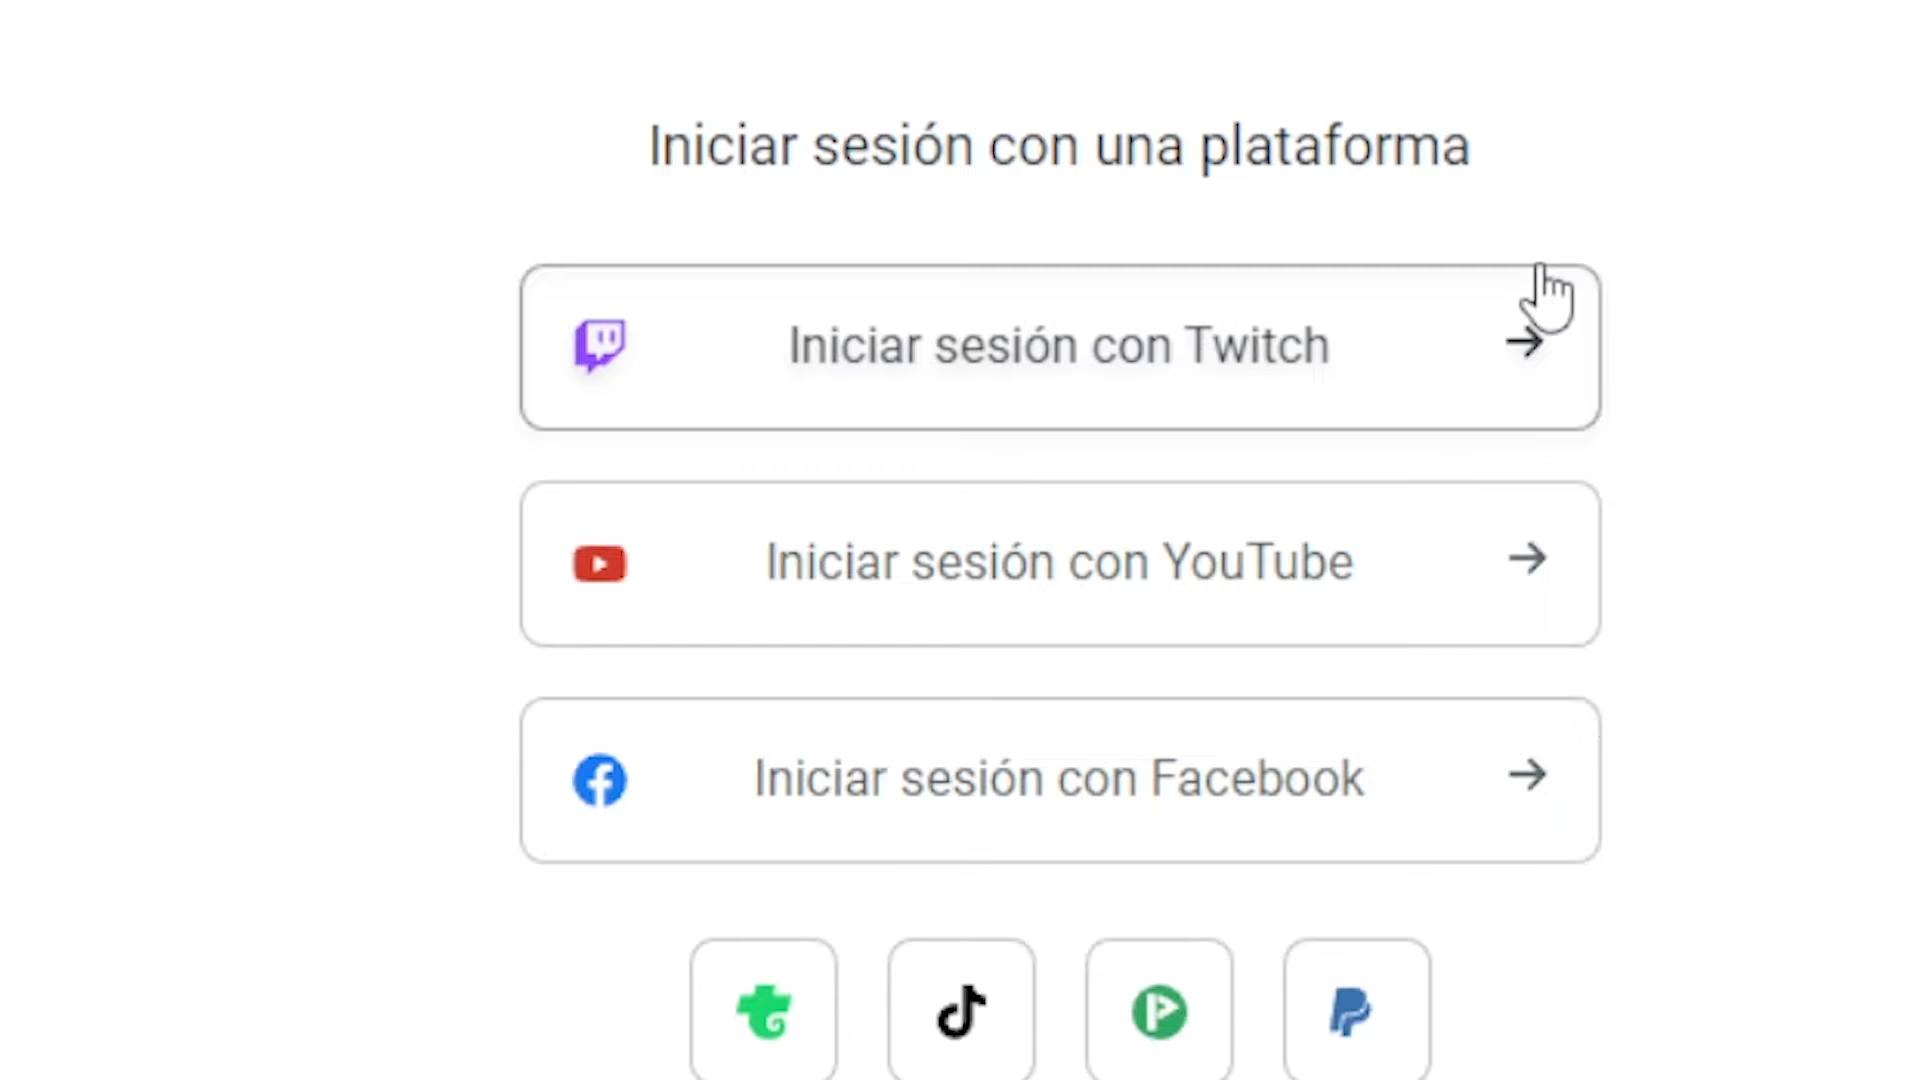 Iniciar sesión con una plataforma
Iniciar sesión con Twitch
Iniciar sesión con YouTube
Iniciar sesión con Facebook